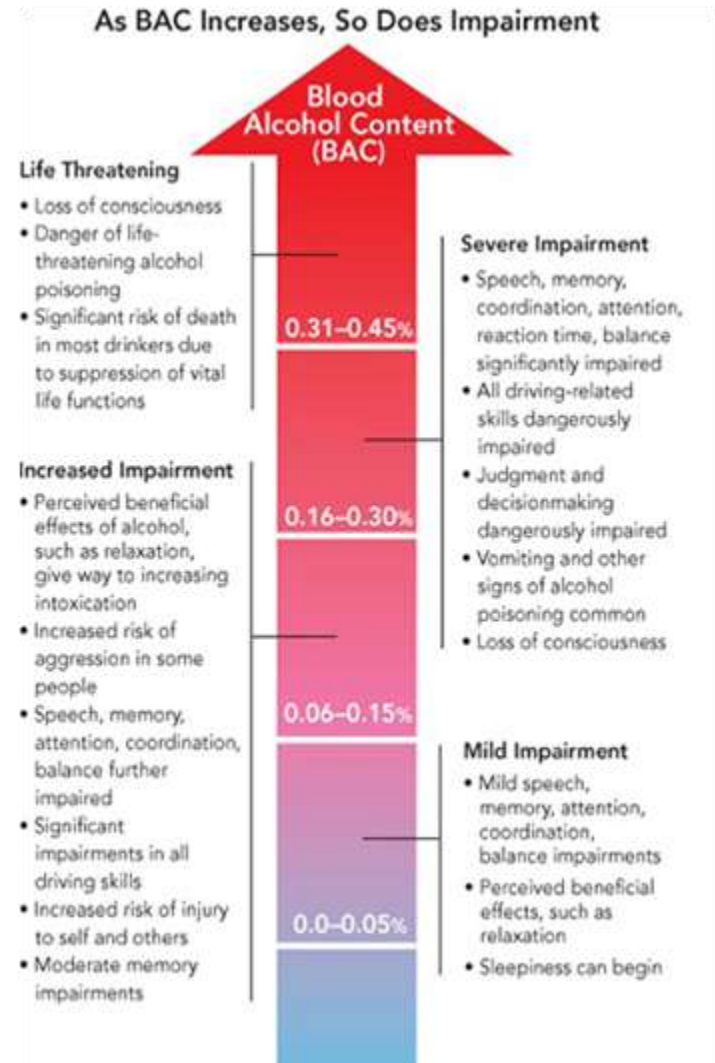 As BAC Increases, So Does Impairment
Blood
Alcohol Content
(BAC)
Life Threatening
• Loss of consciousness
• Danger of life-
threatening alcohol
poisoning
• Significant risk of death
in most drinkers due
to suppression of vital
life functions
0.31–0.45%
Severe Impairment
• Speech, memory,
coordination, attention,
reaction time, balance
significantly impaired
• All driving-related
skills dangerously
impaired
• Judgment and
decisionmaking
dangerously impaired
• Vomiting and other
signs of alcohol
poisoning common
• Loss of consciousness
0.16–0.30%
Increased Impairment
• Perceived beneficial
effects of alcohol,
such as relaxation,
give way to increasing
intoxication
• Increased risk of
aggression in some
people
• Speech, memory,
attention, coordination,
balance further
impaired
• Significant
impairments in all
driving skills
• Increased risk of injury
to self and others
• Moderate memory
impairments
0.06–0.15%
Mild Impairment
• Mild speech,
memory, attention,
coordination,
balance impairments
• Perceived beneficial
effects, such as
relaxation
• Sleepiness can begin
0.0–0.05%